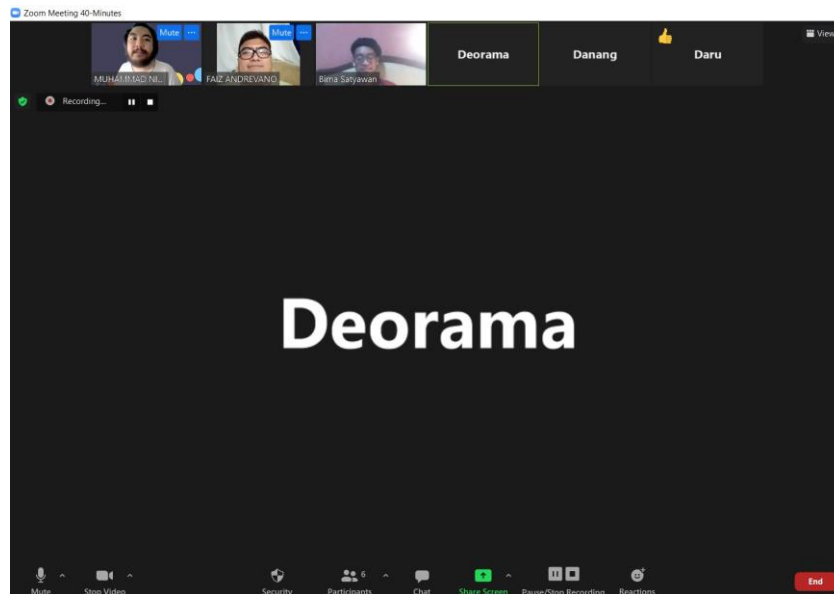 Zoom Meeting 40-Minutes
Mute
Mute
MUHAMMAD NI...
FAIZ ANDREVANO
Bima Satyawan
Deorama
Danang
Daru
View
Recording...
Deorama
Mute
Stop Video
Security
6
Participants
Chat
Share Screen
Pause/Stop Recording
Reactions
End